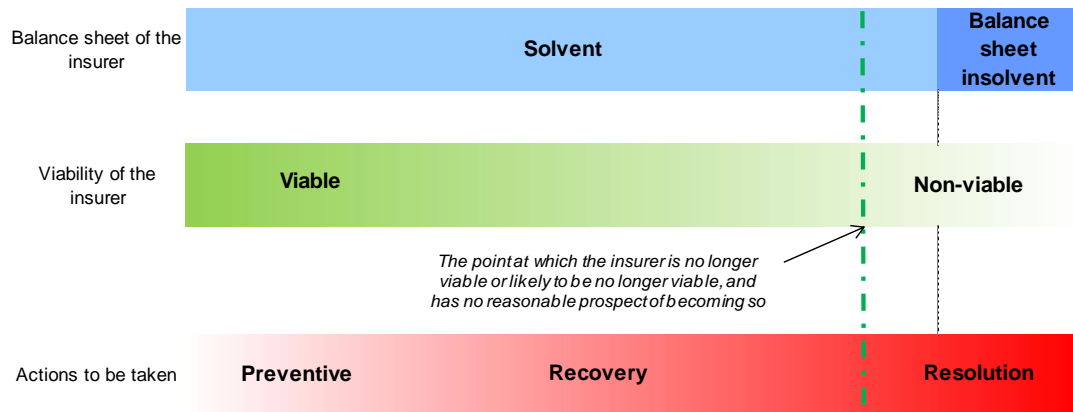 Balance sheet of the
insurer
Solvent
Balance
sheet
insolvent
Viability of the
insurer
Viable
Non-viable
The point at which the insurer is no longer
viable or likely to be no longer viable, and
has no reasonable prospect of becoming so
Actions to be taken
Preventive
Recovery
Resolution